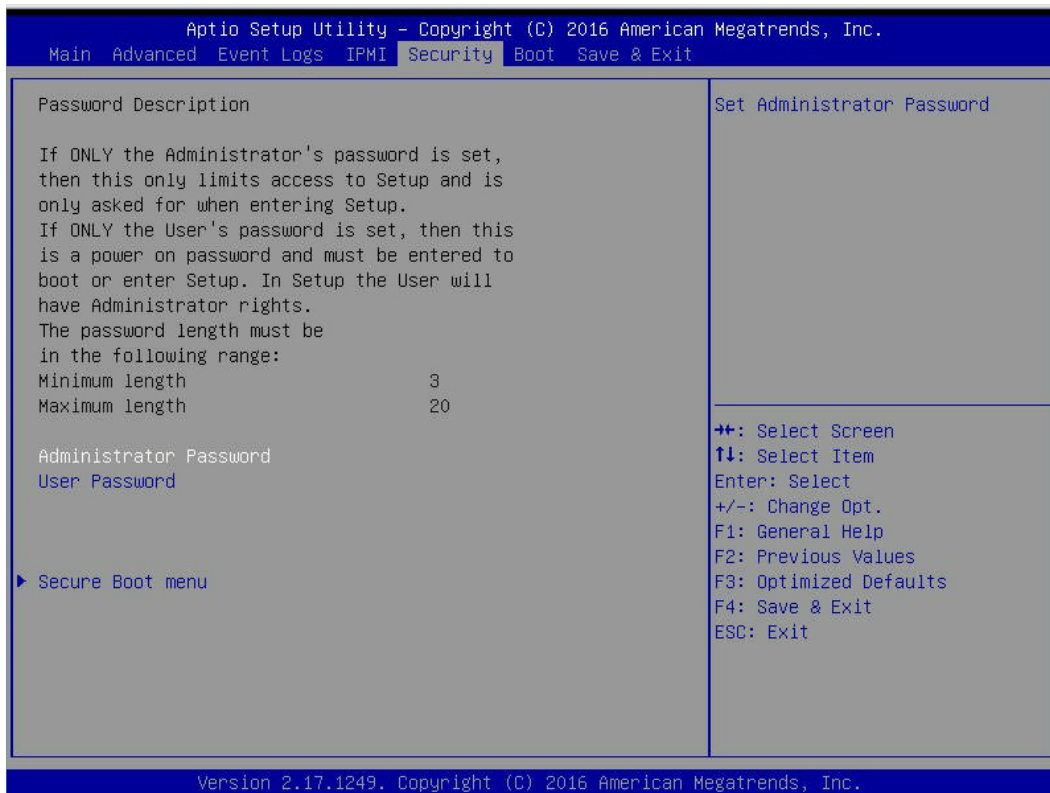 Aptio Setup Utility – Copyright (C) 2016 American Megatrends, Inc.
Main Advanced Event Logs IPMI Security Boot Save & Exit
Password Description
If ONLY the Administrator's password is set,
then this only limits access to Setup and is
only asked for when entering Setup.
If ONLY the User's password is set, then this
is a power on password and must be entered to
boot or enter Setup. In Setup the User will
have Administrator rights.
The password length must be
in the following range:
Minimum length 3
Maximum length 20
Administrator Password
User Password
▶ Secure Boot menu
Set Administrator Password
→←: Select Screen
↑↓: Select Item
Enter: Select
+/-: Change Opt.
F1: General Help
F2: Previous Values
F3: Optimized Defaults
F4: Save & Exit
ESC: Exit
Version 2.17.1249. Copyright (C) 2016 American Megatrends, Inc.